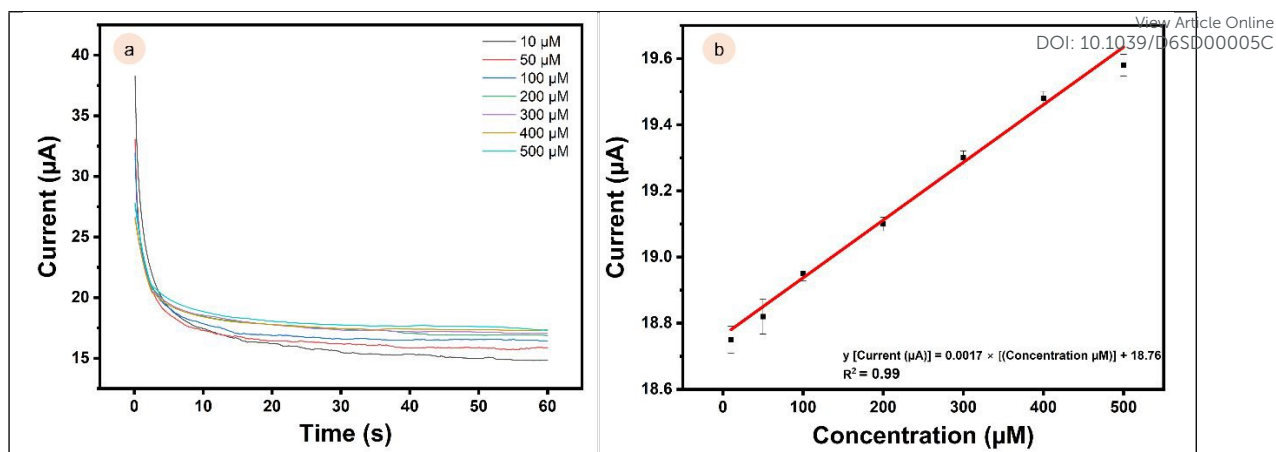 View Article Online
DOI: 10.1039/D6SD00005C
a
10 µM
50 µM
100 µM
200 µM
300 µM
400 µM
500 µM
40
35
30
25
20
15
Current (µA)
0
10
20
30
40
50
60
Time (s)
b
19.6
19.4
19.2
19.0
18.8
18.6
Current (µA)
y [Current (µA)] = 0.0017 × [(Concentration µM)] + 18.76
R² = 0.99
100
200
300
400
500
Concentration (µM)